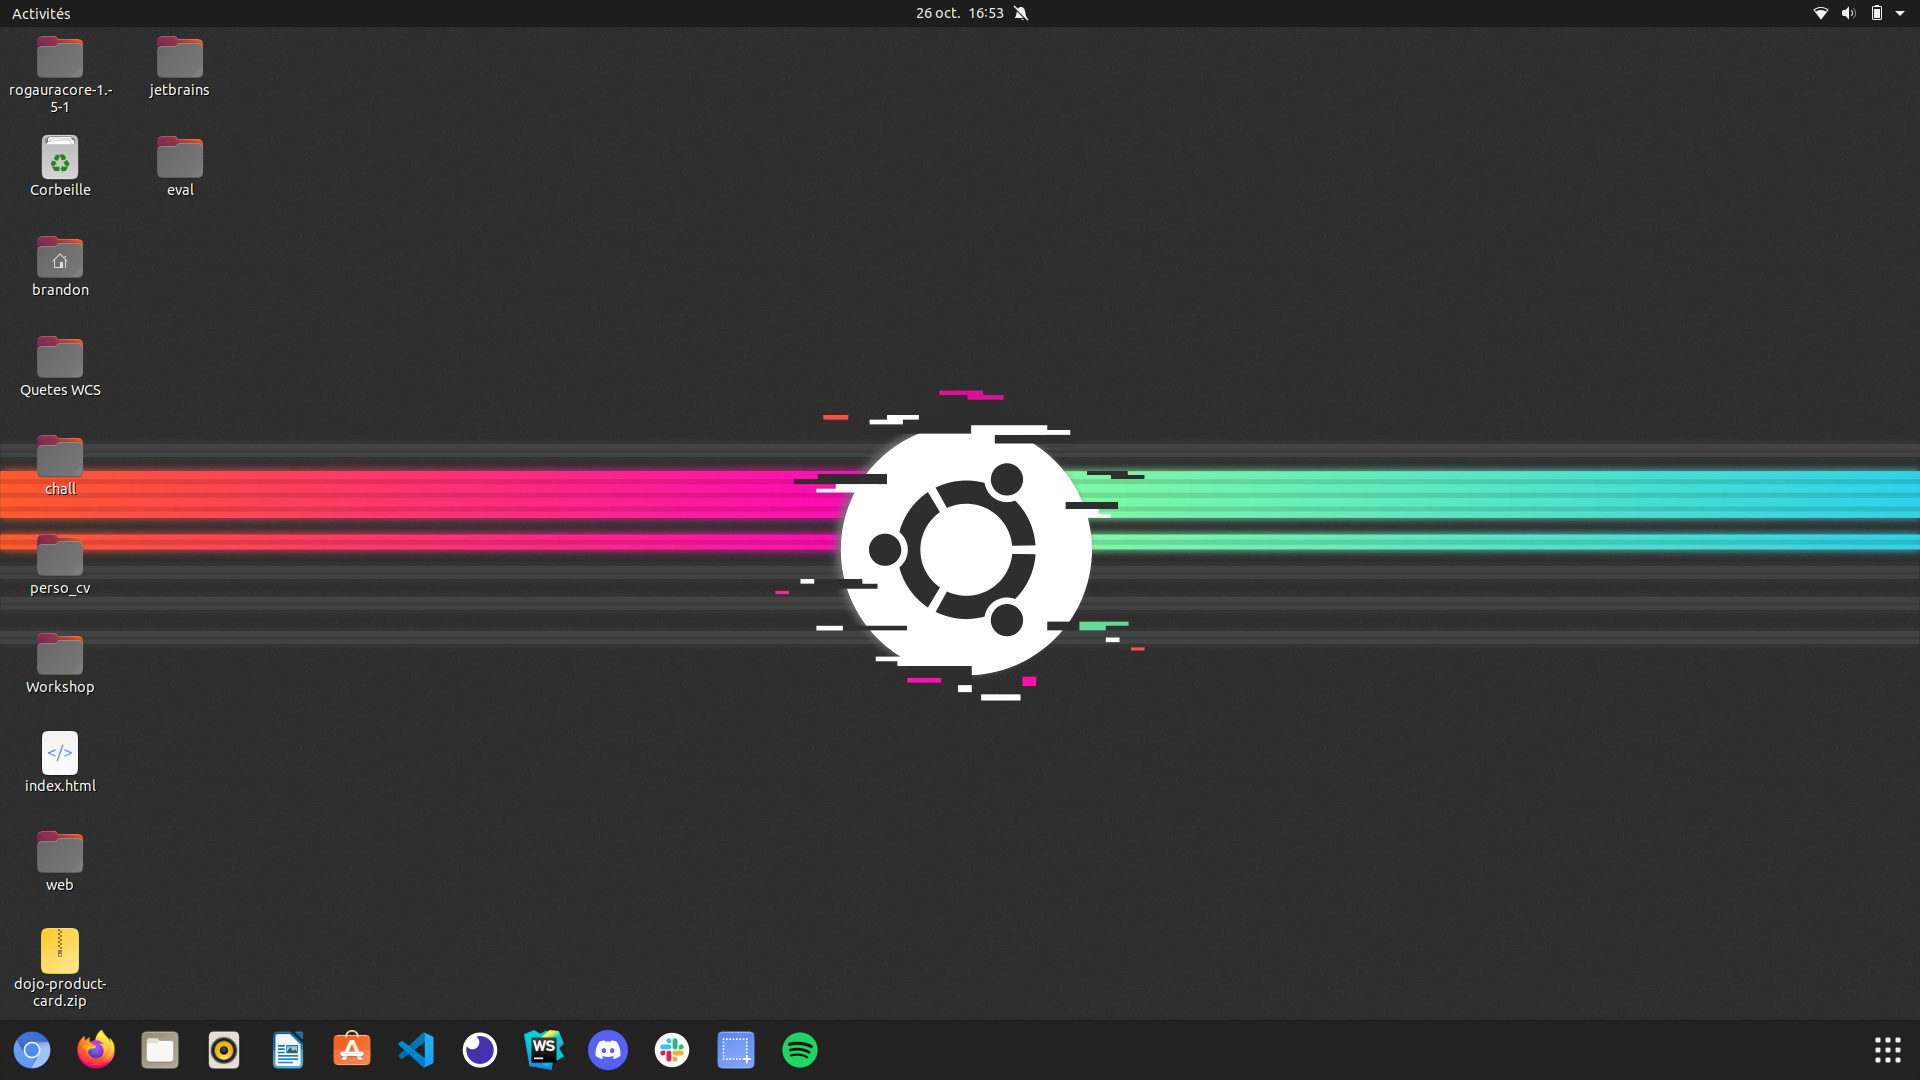 Activités
26 oct. 16:53
rogauracore-1.-
5-1
jetbrains
Corbeille
eval
brandon
Quetes WCS
chall
perso_cv
Workshop
</>
index.html
web
dojo-product-
card.zip
WS